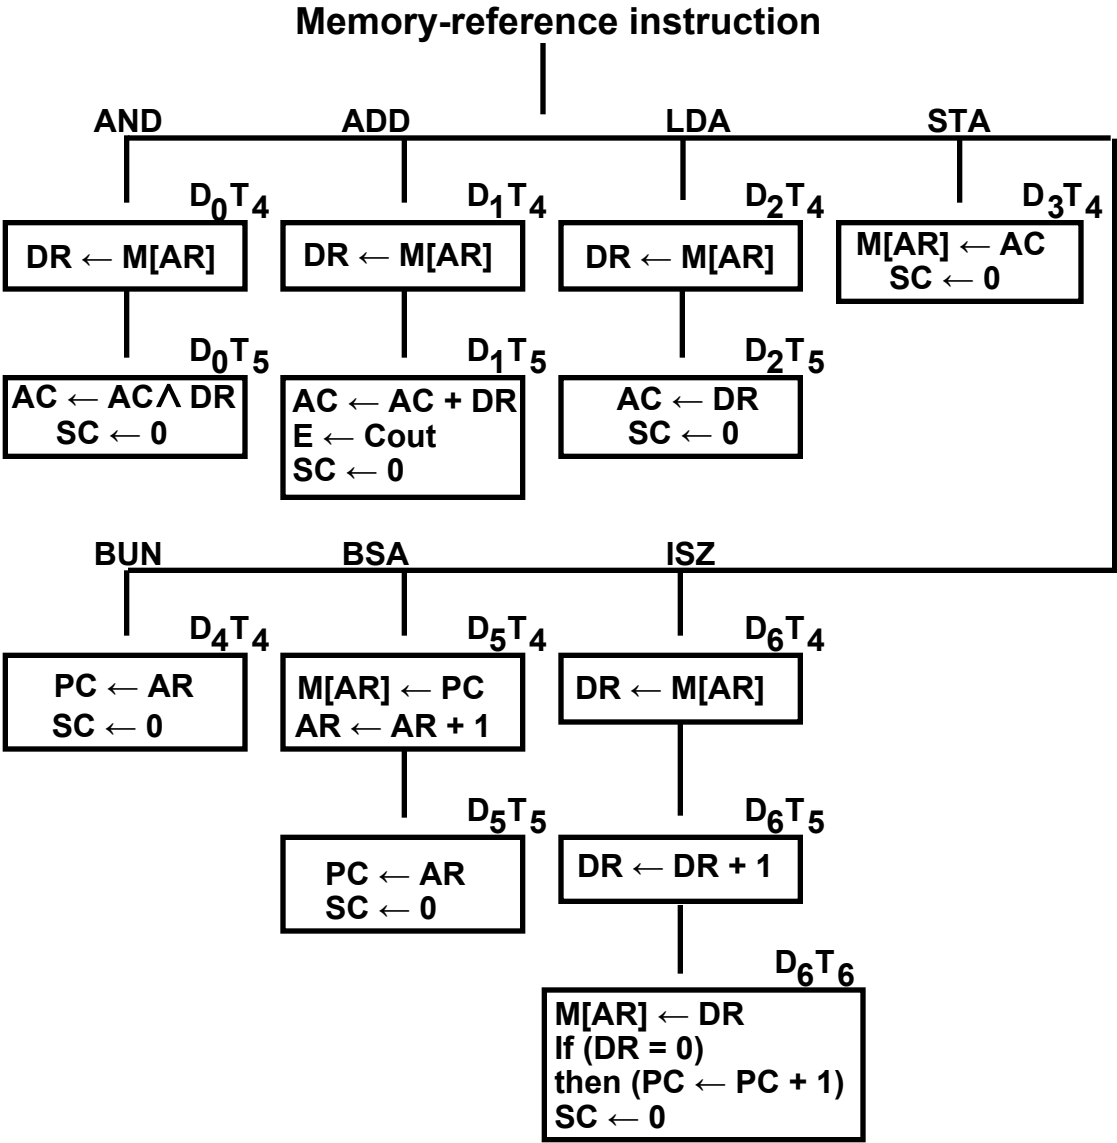 Memory-reference instruction
AND ADD LDA STA
D0T4 D1T4 D2T4 D3T4
DR ← M[AR]
DR ← M[AR]
DR ← M[AR]
M[AR] ← AC
SC ← 0
D0T5 D1T5 D2T5
AC ← AC∧ DR
SC ← 0
AC ← AC + DR
E ← Cout
SC ← 0
AC ← DR
SC ← 0
BUN BSA ISZ
D4T4 D5T4 D6T4
PC ← AR
SC ← 0
M[AR] ← PC
AR ← AR + 1
DR ← M[AR]
D5T5 D6T5
PC ← AR
SC ← 0
DR ← DR + 1
D6T6
M[AR] ← DR
If (DR = 0)
then (PC ← PC + 1)
SC ← 0